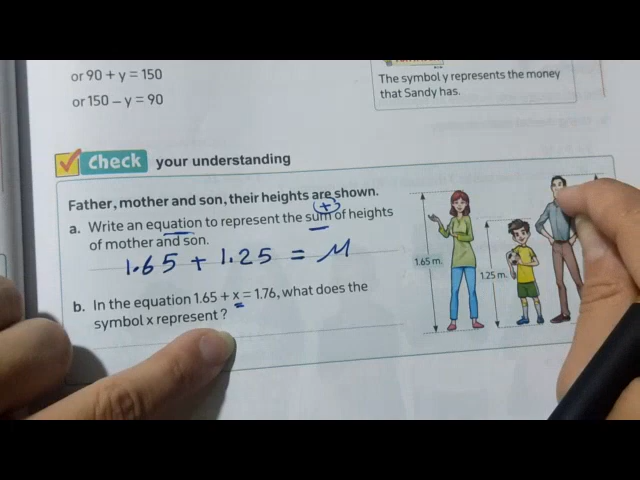 or 90 + y = 150
or 150 – y = 90
The symbol y represents the money
that Sandy has.
Check your understanding
Father, mother and son, their heights are shown.
(+)
a. Write an equation to represent the sum of heights
of mother and son.
1.65 + 1.25 = M
b. In the equation 1.65 + x = 1.76, what does the
symbol x represent?
1.65 m.
1.25 m.